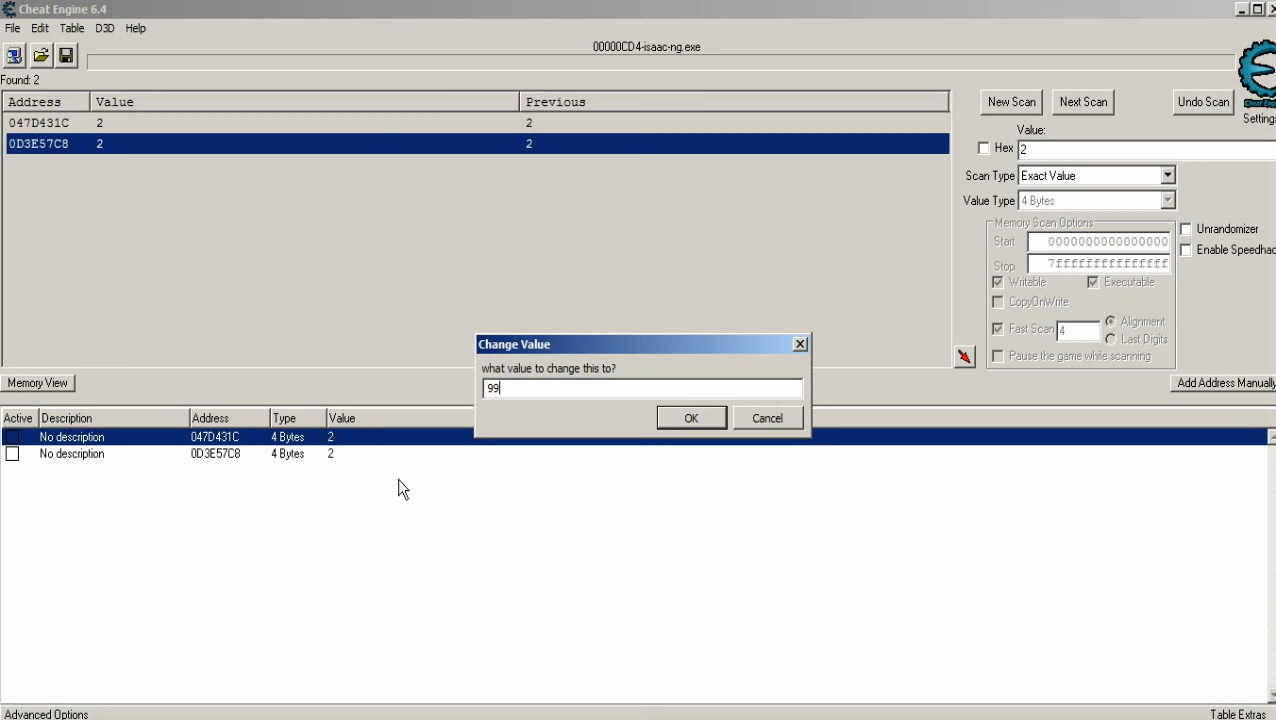 Cheat Engine 6.4
File Edit Table D3D Help
00000CD4-isaac-ng.exe
Found: 2
Address Value Previous
047D431C 2 2
0D3E57C8 2 2
New Scan Next Scan Undo Scan
Cheat Engi
Settings
Value:
Hex 2
Scan Type Exact Value
Value Type 4 Bytes
Memory Scan Options
Start 0000000000000000
Stop 7fffffffffffffff
Writable Executable
CopyOnWrite
Fast Scan 4 Alignment
Last Digits
Pause the game while scanning
Unrandomizer
Enable Speedhac
Memory View
Add Address Manually
Change Value
what value to change this to?
99
OK Cancel
Active Description Address Type Value
No description 047D431C 4 Bytes 2
No description 0D3E57C8 4 Bytes 2
Advanced Options Table Extras